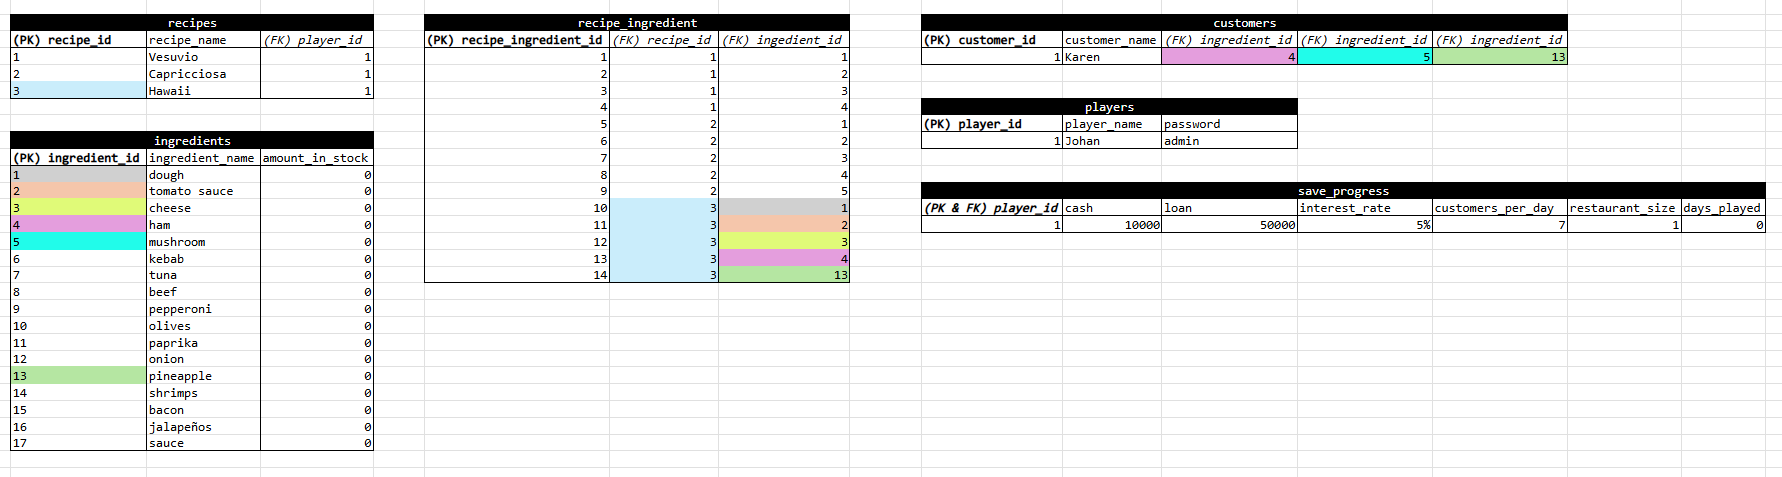 recipes
(PK) recipe_id recipe_name (FK) player_id
1 Vesuvio 1
2 Capricciosa 1
3 Hawaii 1
ingredients
(PK) ingredient_id ingredient_name amount_in_stock
1 dough 0
2 tomato sauce 0
3 cheese 0
4 ham 0
5 mushroom 0
6 kebab 0
7 tuna 0
8 beef 0
9 pepperoni 0
10 olives 0
11 paprika 0
12 onion 0
13 pineapple 0
14 shrimps 0
15 bacon 0
16 jalapeños 0
17 sauce 0
recipe_ingredient
(PK) recipe_ingredient_id (FK) recipe_id (FK) ingedient_id
1 1 1
2 1 2
3 1 3
4 1 4
5 2 1
6 2 2
7 2 3
8 2 4
9 2 5
10 3 1
11 3 2
12 3 3
13 3 4
14 3 13
customers
(PK) customer_id customer_name (FK) ingredient_id (FK) ingredient_id (FK) ingredient_id
1 Karen 4 5 13
players
(PK) player_id player_name password
1 Johan admin
save_progress
(PK & FK) player_id cash loan interest_rate customers_per_day restaurant_size days_played
1 10000 50000 5% 7 1 0